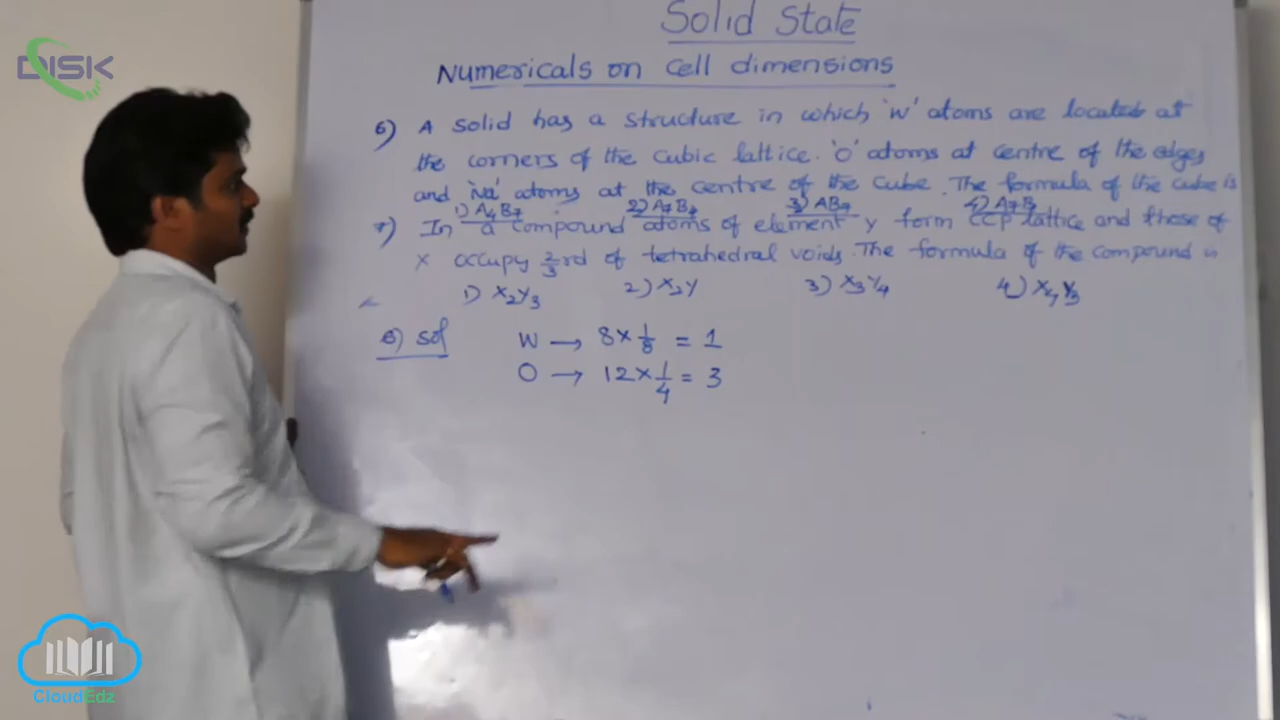 DISK
Solid State
Numericals on cell dimensions
6) A solid has a structure in which 'W' atoms are located at
the corners of the cubic lattice. 'O' atoms at centre of the edges
and 'Na' atoms at the centre of the cube. The formula of the cube is
1) A4B7 2) A7B7 3) AB7 4) A7B
7) In a compound atoms of element y form CCP lattice and those of
X occupy 2/3rd of tetrahedral voids. The formula of the compound is
1) X2Y3 2) X2Y 3) X3Y4 4) X4Y3
6) Sol W → 8 × 1/8 = 1
O → 12 × 1/4 = 3
CloudEdz